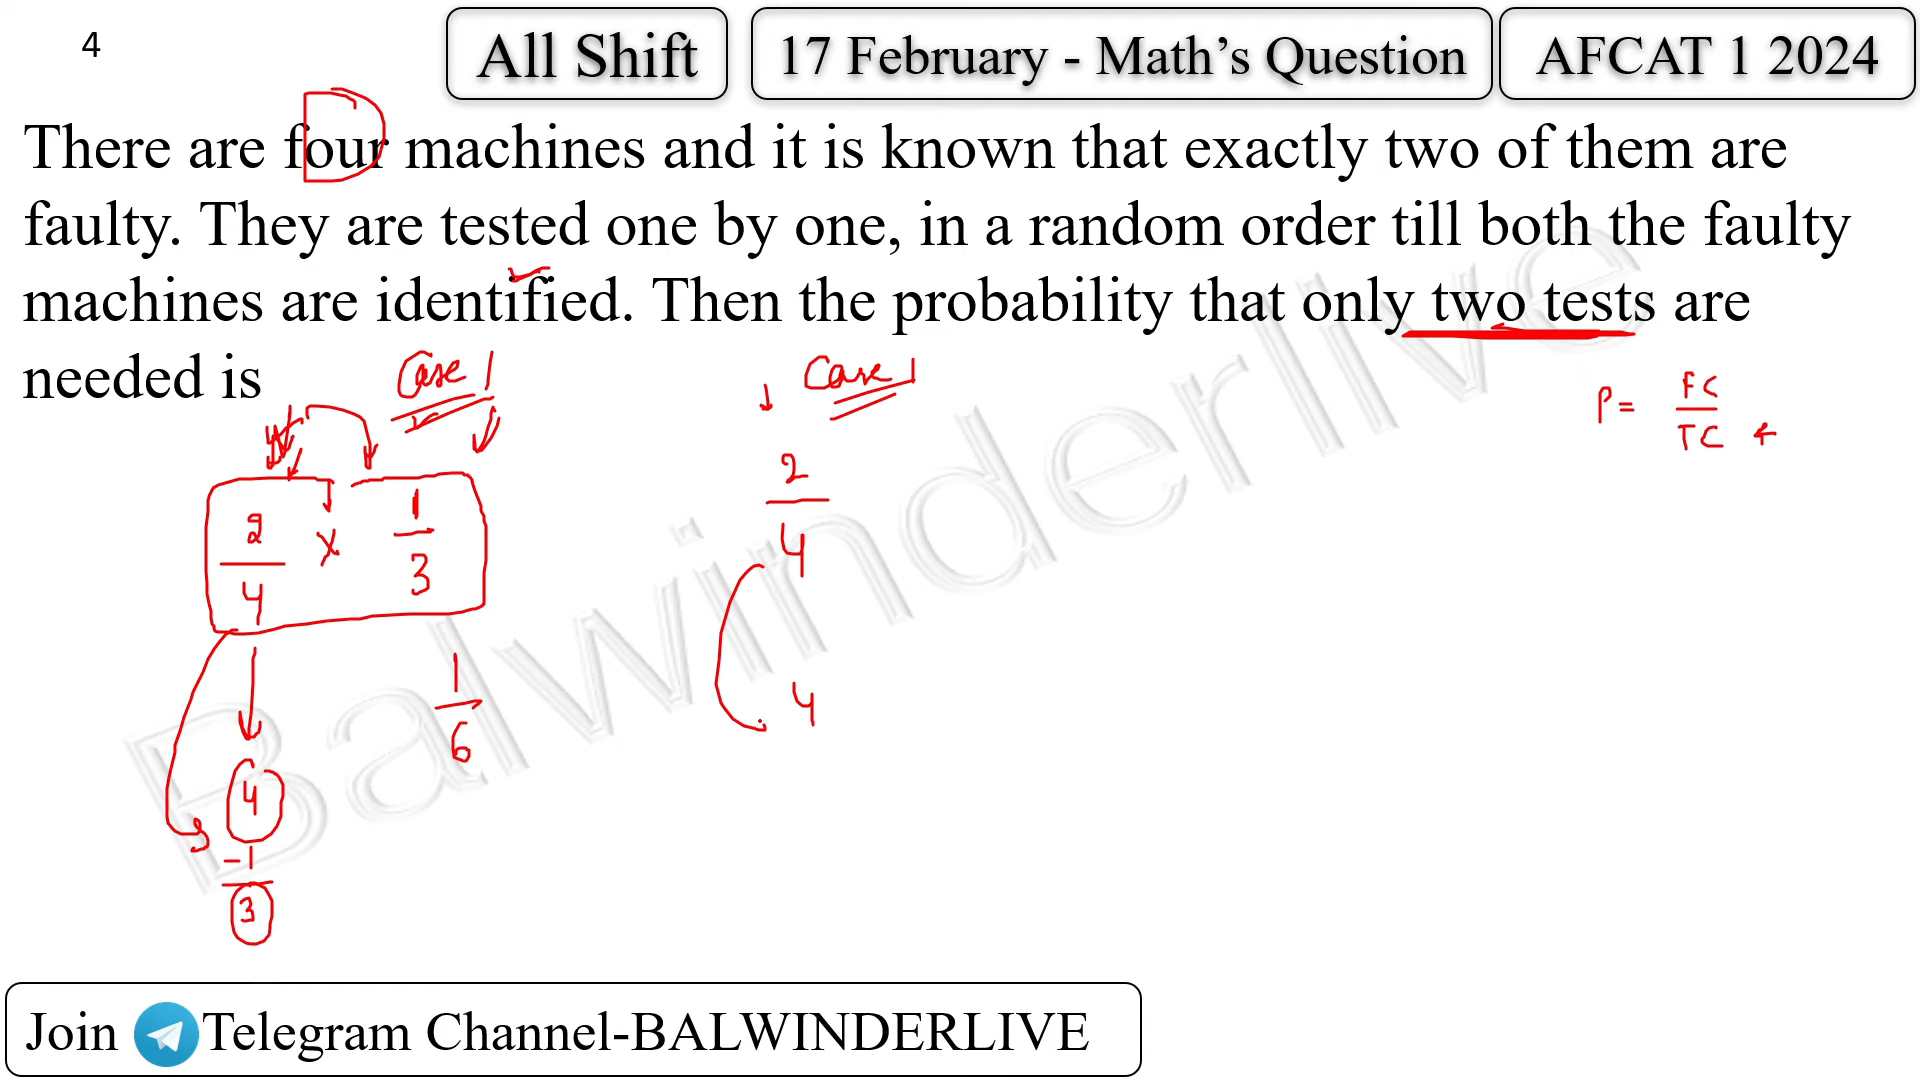 4
All Shift
17 February - Math’s Question
AFCAT 1 2024
There are four machines and it is known that exactly two of them are
faulty. They are tested one by one, in a random order till both the faulty
machines are identified. Then the probability that only two tests are
needed is
Case 1
Case 1
P = FC
TC
2 × 1
4 3
2
4
1
6
4
4
-1
3
Balwinderlive
Join Telegram Channel-BALWINDERLIVE